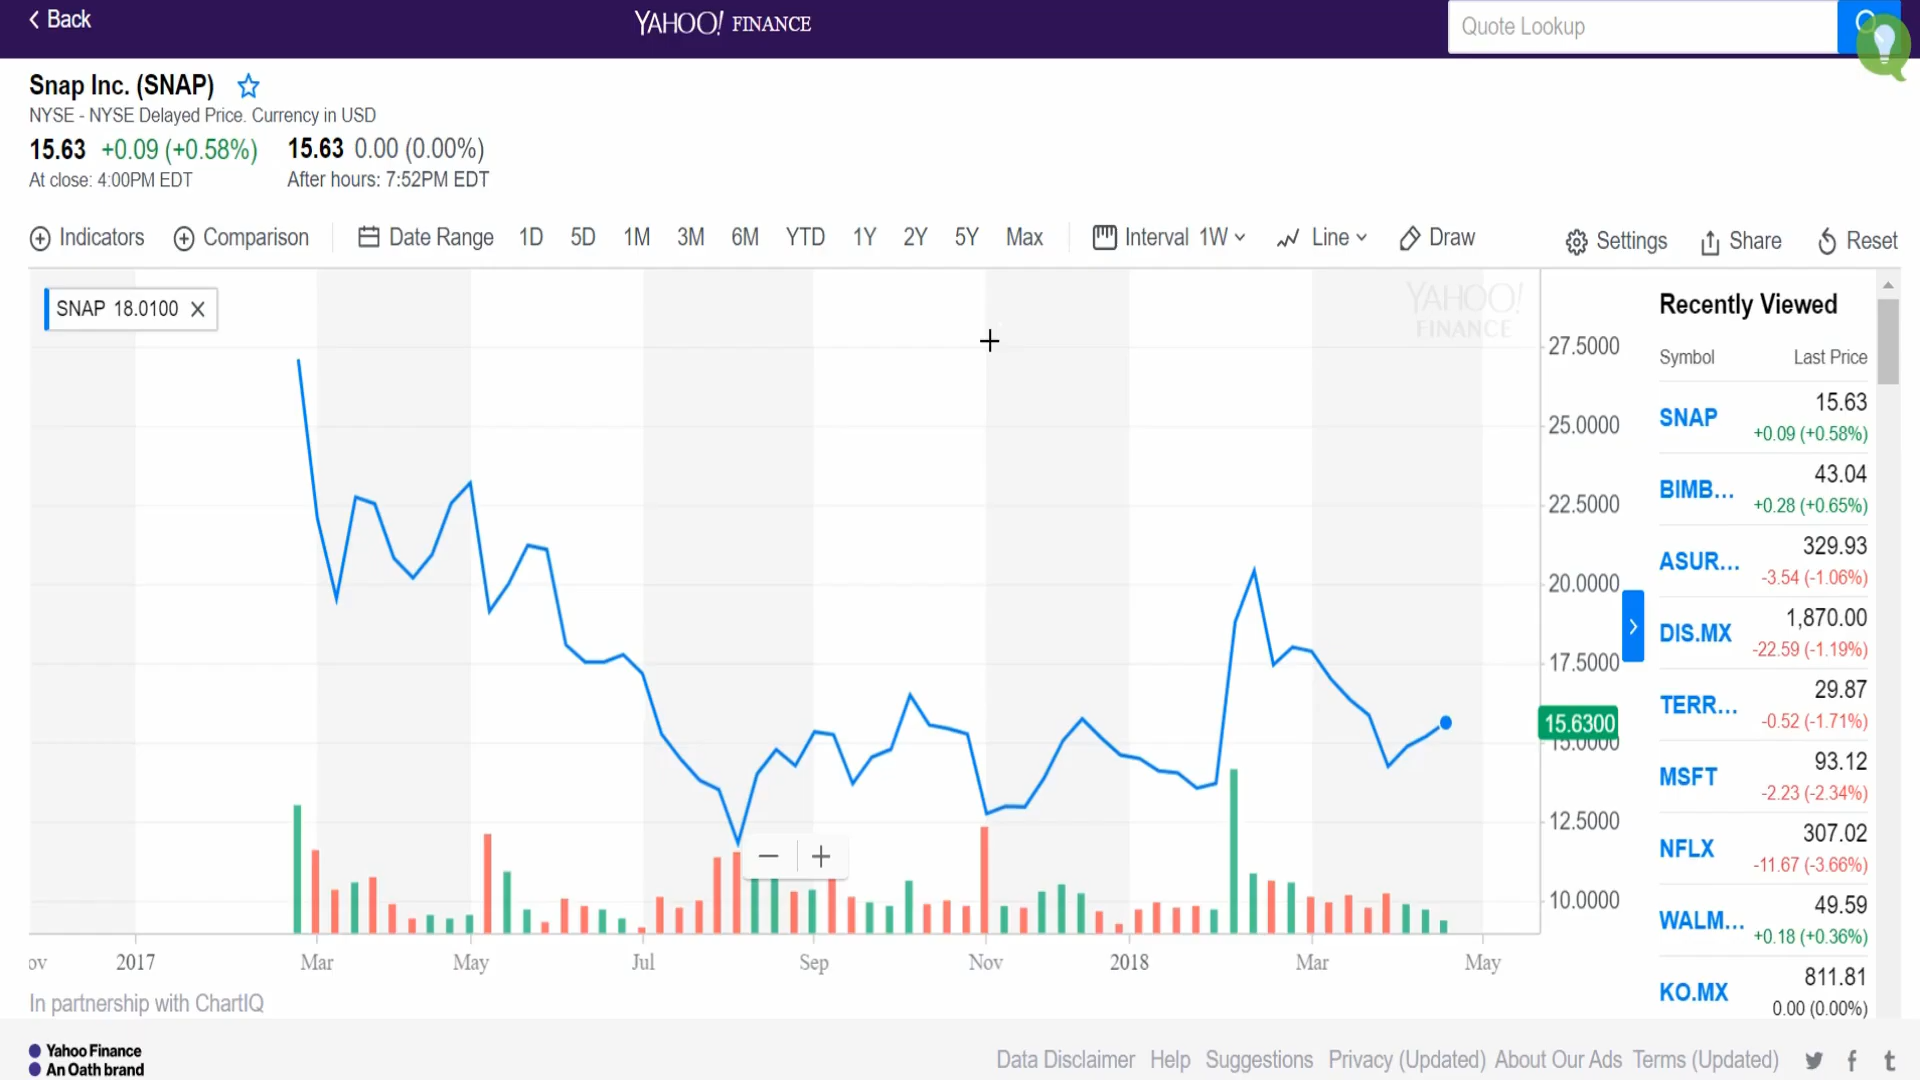 Back
YAHOO! FINANCE
Quote Lookup
Snap Inc. (SNAP)
NYSE - NYSE Delayed Price. Currency in USD
15.63 +0.09 (+0.58%) 15.63 0.00 (0.00%)
At close: 4:00PM EDT After hours: 7:52PM EDT
Indicators Comparison Date Range 1D 5D 1M 3M 6M YTD 1Y 2Y 5Y Max Interval 1W Line Draw Settings Share Reset
SNAP 18.0100
YAHOO!
FINANCE
27.5000
25.0000
22.5000
20.0000
17.5000
15.6300
15.0000
12.5000
10.0000
ov 2017 Mar May Jul Sep Nov 2018 Mar May
In partnership with ChartIQ
Recently Viewed
Symbol Last Price
SNAP 15.63
+0.09 (+0.58%)
BIMB... 43.04
+0.28 (+0.65%)
ASUR... 329.93
-3.54 (-1.06%)
DIS.MX 1,870.00
-22.59 (-1.19%)
TERR... 29.87
-0.52 (-1.71%)
MSFT 93.12
-2.23 (-2.34%)
NFLX 307.02
-11.67 (-3.66%)
WALM... 49.59
+0.18 (+0.36%)
KO.MX 811.81
0.00 (0.00%)
Yahoo Finance
An Oath brand
Data Disclaimer Help Suggestions Privacy (Updated) About Our Ads Terms (Updated)